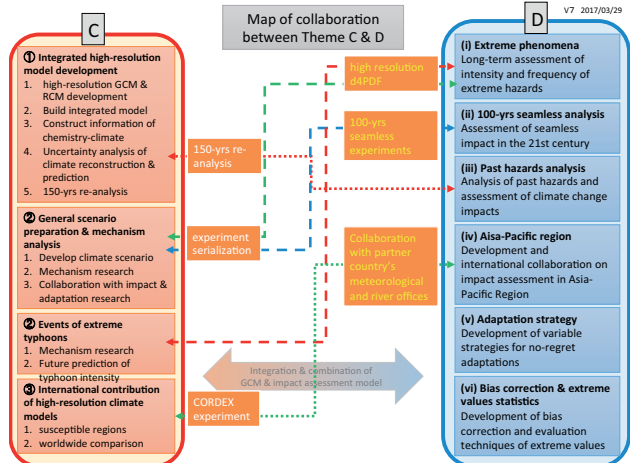 V7 2017/03/29
Map of collaboration
between Theme C & D
C
① Integrated high-resolution
model development
1. high-resolution GCM &
RCM development
2. Build integrated model
3. Construct information of
chemistry-climate
4. Uncertainty analysis of
climate reconstruction &
prediction
5. 150-yrs re-analysis
② General scenario
preparation & mechanism
analysis
1. Develop climate scenario
2. Mechanism research
3. Collaboration with impact &
adaptation research
② Events of extreme
typhoons
1. Mechanism research
2. Future prediction of
typhoon intensity
③ International contribution
of high-resolution climate
models
1. susceptible regions
2. worldwide comparison
150-yrs re-
analysis
experiment
serialization
CORDEX
experiment
high resolution
d4PDF
100-yrs
seamless
experiments
Collaboration
with partner
country's
meteorological
and river offices
Integration & combination of
GCM & impact assessment model
D
(i) Extreme phenomena
Long-term assessment of
intensity and frequency of
extreme hazards
(ii) 100-yrs seamless analysis
Assessment of seamless
impact in the 21st century
(iii) Past hazards analysis
Analysis of past hazards and
assessment of climate change
impacts
(iv) Aisa-Pacific region
Development and
international collaboration on
impact assessment in Asia-
Pacific Region
(v) Adaptation strategy
Development of variable
strategies for no-regret
adaptations
(vi) Bias correction & extreme
values statistics
Development of bias
correction and evaluation
techniques of extreme values